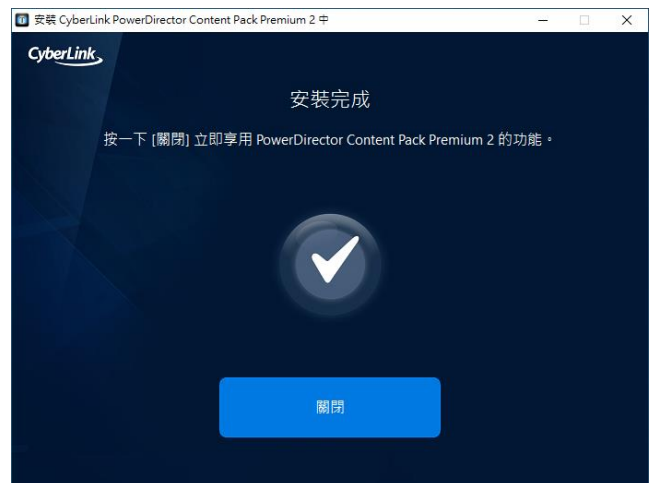 安裝 CyberLink PowerDirector Content Pack Premium 2 中
CyberLink
安裝完成
按一下 [關閉] 立即享用 PowerDirector Content Pack Premium 2 的功能。
關閉